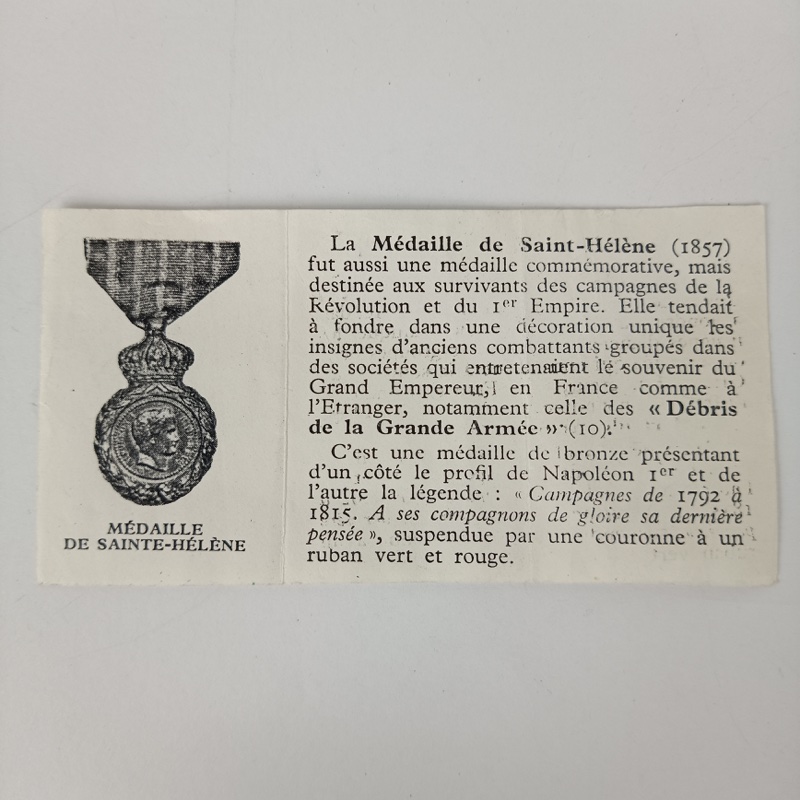 MÉDAILLE
DE SAINTE-HÉLÈNE
La Médaille de Saint-Hélène (1857)
fut aussi une médaille commémorative, mais
destinée aux survivants des campagnes de la
Révolution et du 1er Empire. Elle tendait
à fondre dans une décoration unique les
insignes d'anciens combattants groupés dans
des sociétés qui entretenaient le souvenir du
Grand Empereur, en France comme à
l'Etranger, notamment celle des « Débris
de la Grande Armée » (10).
C'est une médaille de bronze présentant
d'un côté le profil de Napoléon 1er et de
l'autre la légende : « Campagnes de 1792 à
1815. A ses compagnons de gloire sa dernière
pensée », suspendue par une couronne à un
ruban vert et rouge.